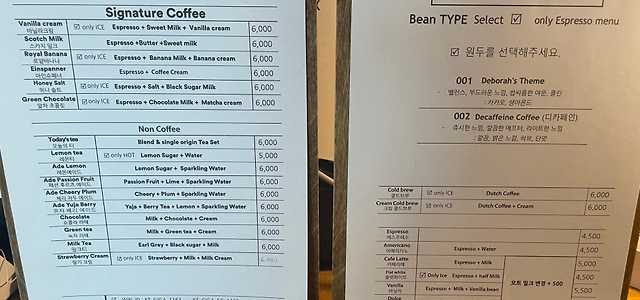 Signature Coffee
Vanilla cream ☑ only ICE Espresso + Sweet Milk + Vanilla cream 6,000
바닐라크림
Scotch Milk Espresso +Butter +Sweet milk 6,000
스카치 밀크
Royal Banana ☑ only ICE Espresso + Banana Milk + Banana cream 6,000
로얄바나나
Einspanner Espresso + Coffee Cream 6,000
아인슈페너
Honey Salt ☑ only ICE Espresso + Salt + Black Sugar Milk 6,000
허니 솔트
Green Chocolate ☑ only ICE Espresso + Chocolate Milk + Matcha cream 6,000
말차 초콜릿
Non Coffee
Today's tea Blend & single origin Tea Set 6,000
오늘의 티
Lemon tea ☑ only HOT Lemon Sugar + Water 5,000
레몬티
Ade Lemon Lemon Sugar + Sparkling Water 6,000
레몬에이드
Ade Passion Fruit Passion Fruit + Lime + Sparkling Water 6,000
패션 후르츠 에이드
Ade Cheery Plum Cheery + Plum + Sparkling Water 6,000
체리 자두 에이드
Ade Yuja Berry Yuja + Berry Tea + Lemon + Sparkling Water 6,000
유자 베리 에이드
Chocolate Milk + Chocolate + Cream 6,000
쇼콜라 라떼
Green tea Milk + Green tea + Cream 6,000
녹차 라떼
Milk Tea Earl Grey + Black sugar + Milk 6,000
밀크티
Strawberry Cream ☑ only ICE Strawberry + Milk + Milk Cream
딸기 크림
Bean TYPE Select ☑ only Espresso menu
☑ 원두를 선택해주세요.
001 Deborah's Theme
- 밸런스, 부드러운 느낌, 쌉싸름한 여운, 클린
: 카카오, 생아몬드
002 Decaffeine Coffee (디카페인)
- 쥬시한 느낌, 깔끔한 애프터, 라이트한 느낌
: 깔끔, 밝은 느낌, 허브, 단맛
Cold brew ☑ only ICE Dutch Coffee 6,000
콜드브루
Cream Cold brew ☑ only ICE Dutch Coffee + Cream 6,000
크림 콜드브루
Espresso 4,500
에스프레소
Americano Espresso + Water 4,500
아메리카노
Cafe Latte Espresso + Milk 5,000
카페라떼
Flat white ☑ Only Ice Espresso + half Milk 오트 밀크 변경 + 500 4,500
플랫화이트
Vanilla Espresso + Milk + Vanilla bean 5,500
바닐라
Dolce